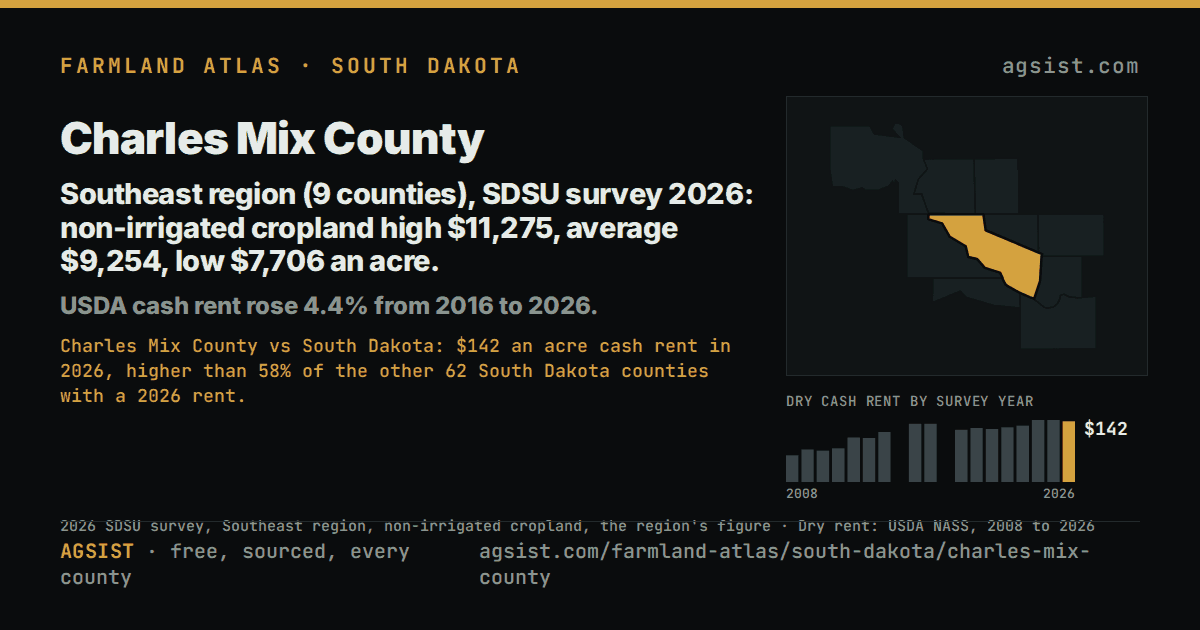 FARMLAND ATLAS · SOUTH DAKOTA
agsist.com
Charles Mix County
Southeast region (9 counties), SDSU survey 2026:
non-irrigated cropland high $11,275, average
$9,254, low $7,706 an acre.
USDA cash rent rose 4.4% from 2016 to 2026.
Charles Mix County vs South Dakota: $142 an acre cash rent in
2026, higher than 58% of the other 62 South Dakota counties
with a 2026 rent.
DRY CASH RENT BY SURVEY YEAR
$142
2008
2026
2026 SDSU survey, Southeast region, non-irrigated cropland, the region's figure · Dry rent: USDA NASS, 2008 to 2026
AGSIST · free, sourced, every
county
agsist.com/farmland-atlas/south-dakota/charles-mix-
county